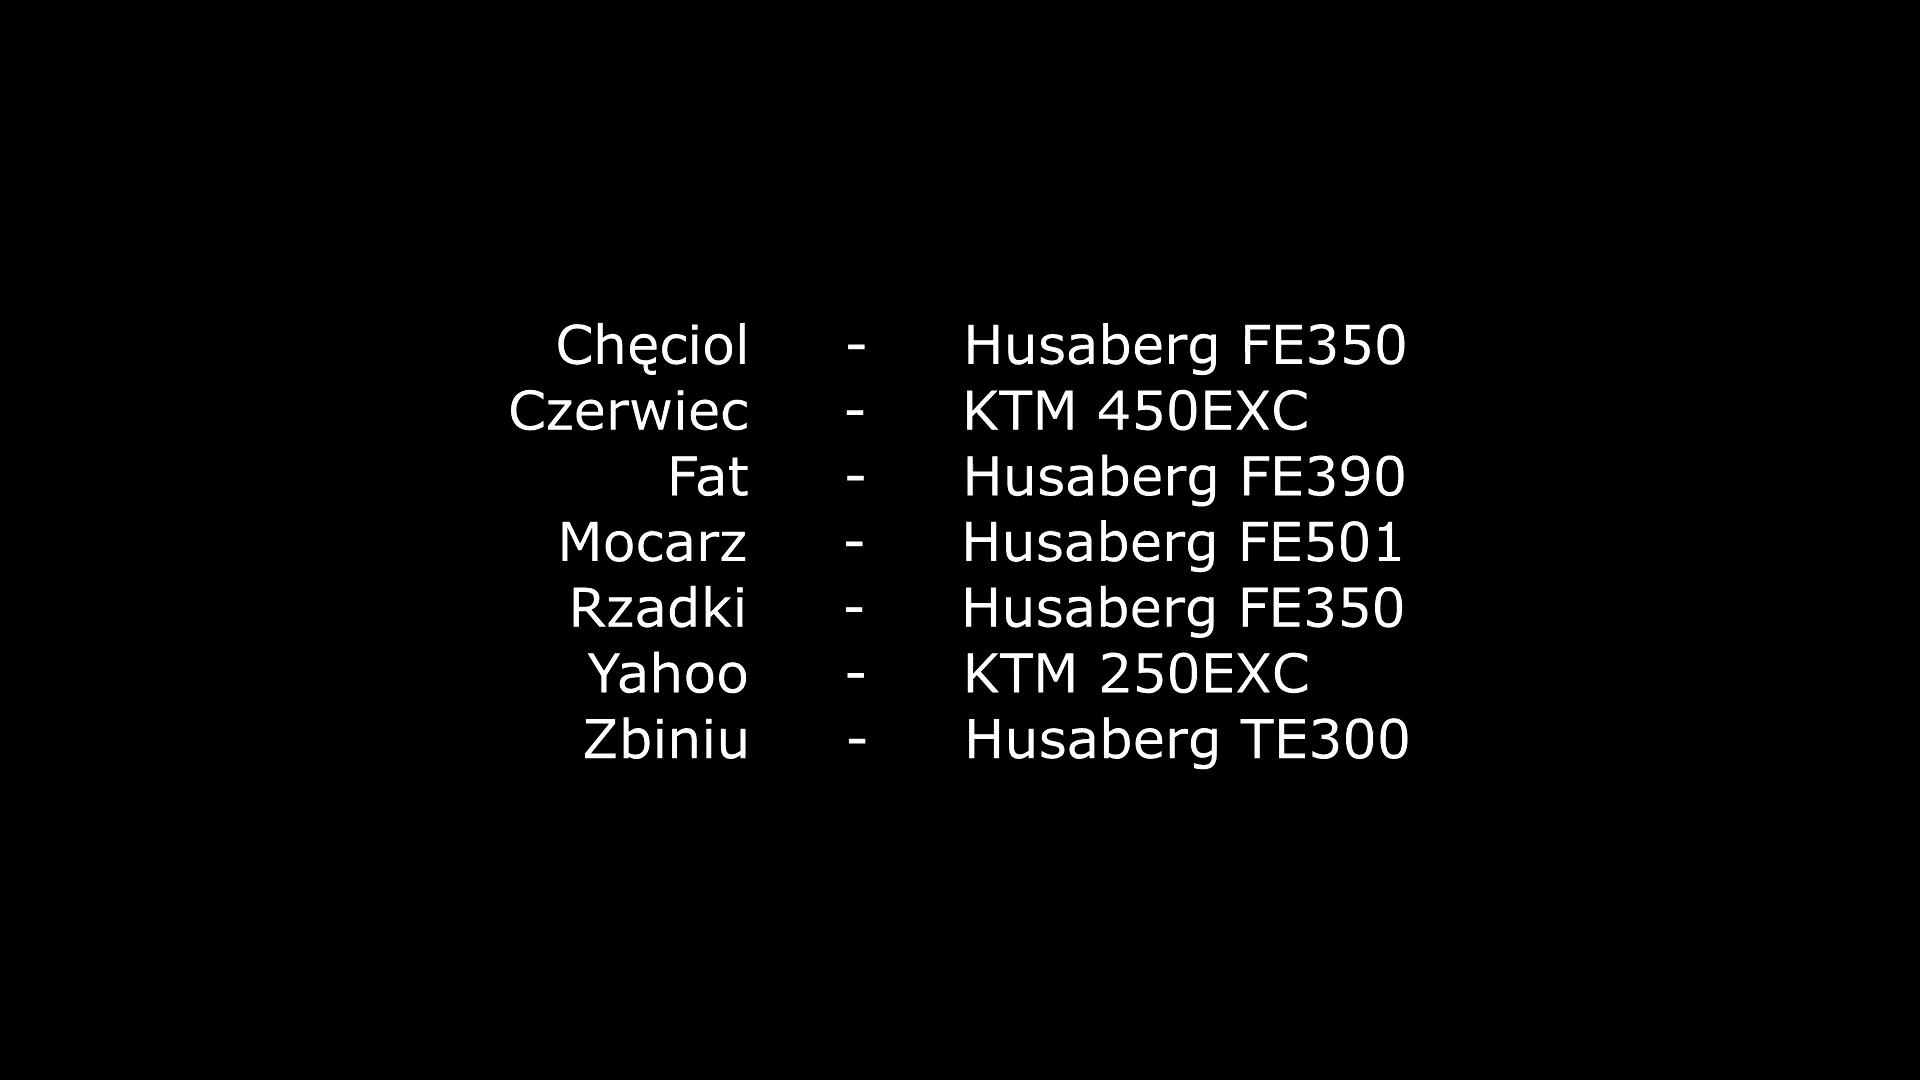 Chęciol - Husaberg FE350
Czerwiec - KTM 450EXC
Fat - Husaberg FE390
Mocarz - Husaberg FE501
Rzadki - Husaberg FE350
Yahoo - KTM 250EXC
Zbiniu - Husaberg TE300